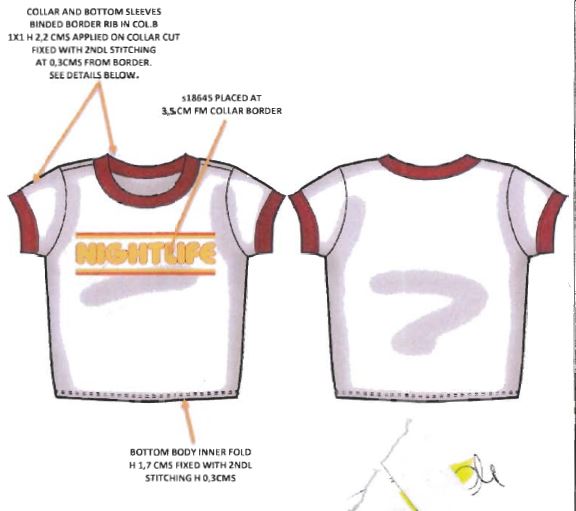 COLLAR AND BOTTOM SLEEVES
BINDED BORDER RIB IN COL.B
1X1 H 2,2 CMS APPLIED ON COLLAR CUT
FIXED WITH 2NDL STITCHING
AT 0,3CMS FROM BORDER.
SEE DETAILS BELOW.
s18645 PLACED AT
3,5CM FM COLLAR BORDER
NIGHTLIFE
BOTTOM BODY INNER FOLD
H 1,7 CMS FIXED WITH 2NDL
STITCHING H 0,3CMS